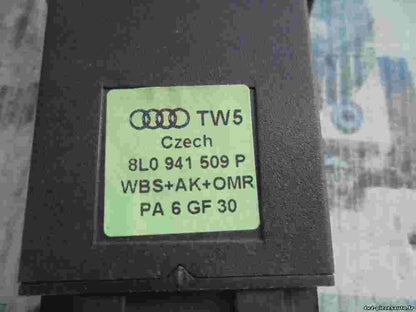 TW5
Czech
8L0 941 509 P
WBS+AK+OMR
PA 6 GF 30